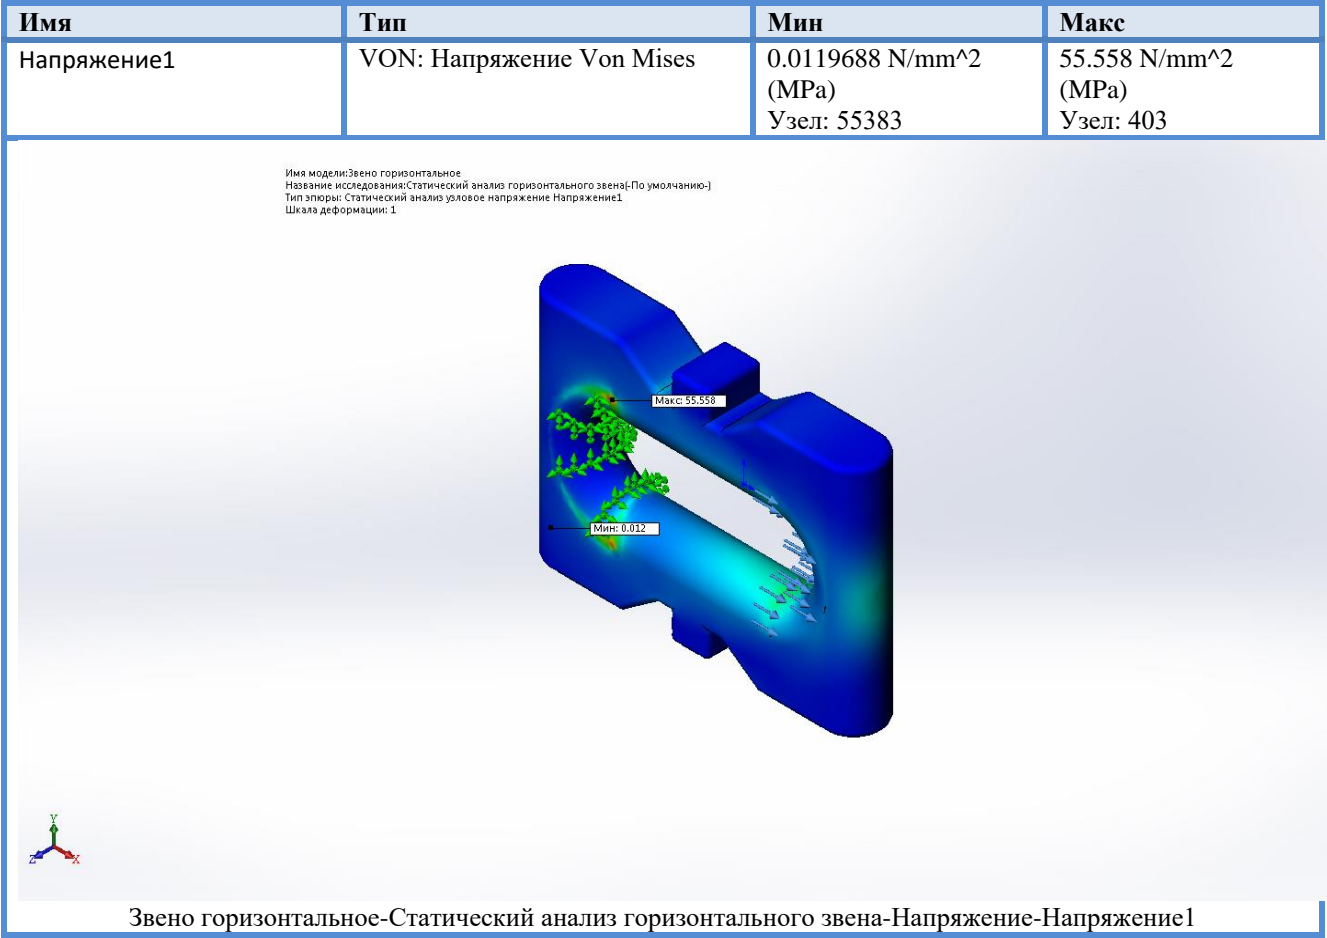 Имя Тип Мин Макс
Напряжение1 VON: Напряжение Von Mises 0.0119688 N/mm^2 55.558 N/mm^2
(MPa) (MPa)
Узел: 55383 Узел: 403
Имя модели:Звено горизонтальное
Название исследования:Статический анализ горизонтального звена(-По умолчанию-)
Тип эпюры: Статический анализ узловое напряжение Напряжение1
Шкала деформации: 1
Макс: 55.558
Мин: 0.012
Y
Z X
Звено горизонтальное-Статический анализ горизонтального звена-Напряжение-Напряжение1